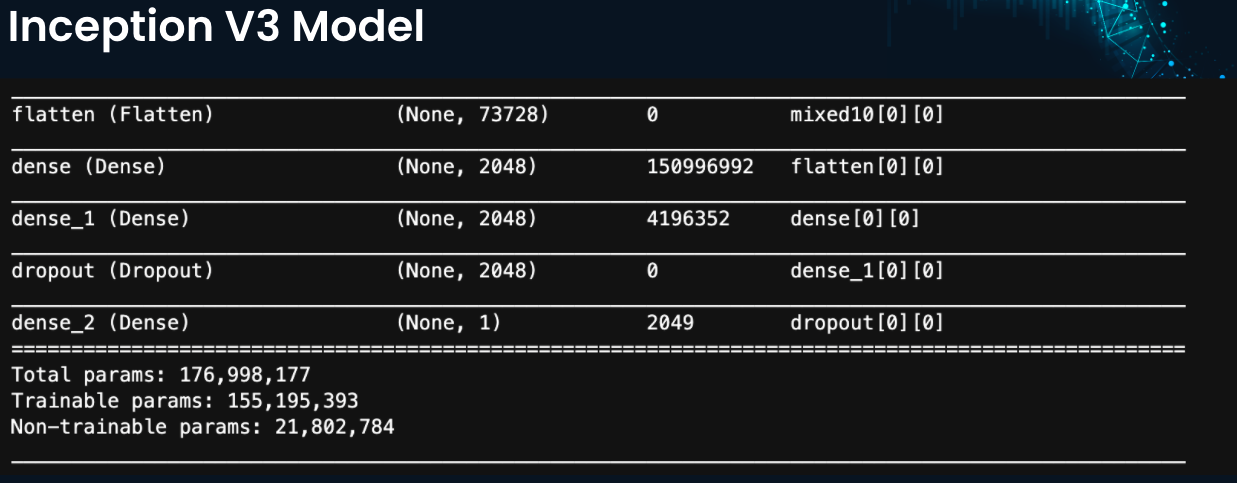 Inception V3 Model
flatten (Flatten) (None, 73728) 0 mixed10[0][0]
dense (Dense) (None, 2048) 150996992 flatten[0][0]
dense_1 (Dense) (None, 2048) 4196352 dense[0][0]
dropout (Dropout) (None, 2048) 0 dense_1[0][0]
dense_2 (Dense) (None, 1) 2049 dropout[0][0]
Total params: 176,998,177
Trainable params: 155,195,393
Non-trainable params: 21,802,784